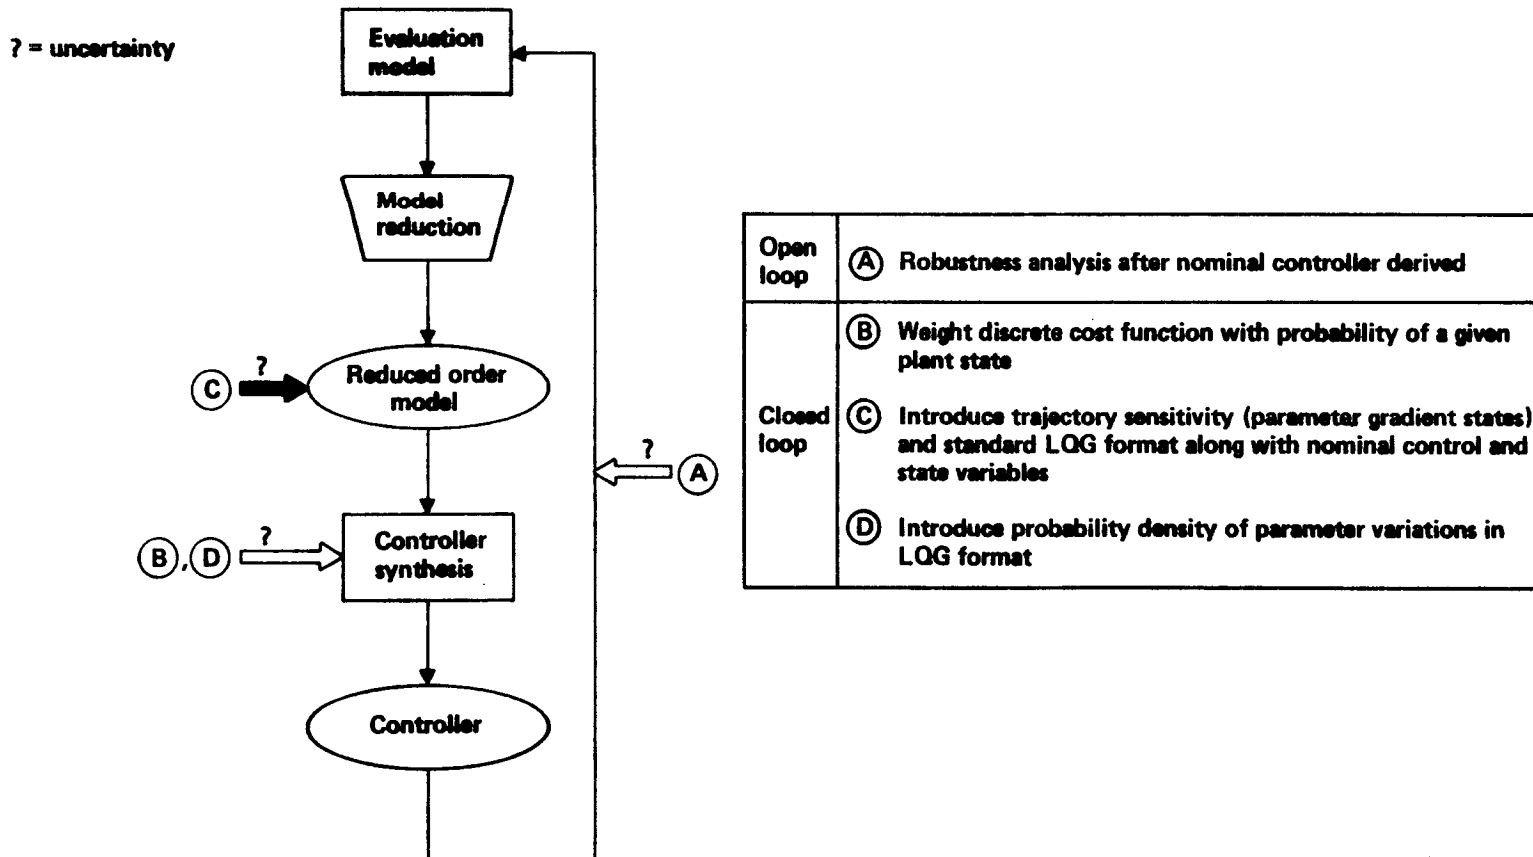 ? = uncertainty
Evaluation
model
Model
reduction
Reduced order
model
C
?
?
A
B, D
?
Controller
synthesis
Controller
Open
loop
A Robustness analysis after nominal controller derived
Closed
loop
B Weight discrete cost function with probability of a given
plant state
C Introduce trajectory sensitivity (parameter gradient states)
and standard LQG format along with nominal control and
state variables
D Introduce probability density of parameter variations in
LQG format